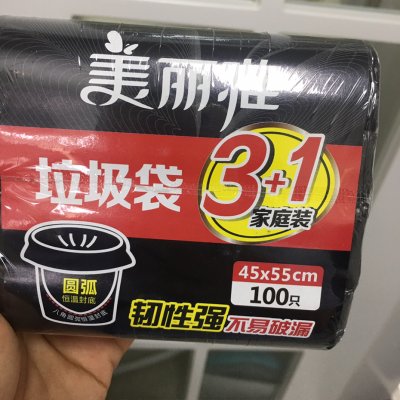 美丽雅
垃圾袋
3+1
家庭装
45x55cm
100只
圆弧
恒温封底
韧性强 不易破漏